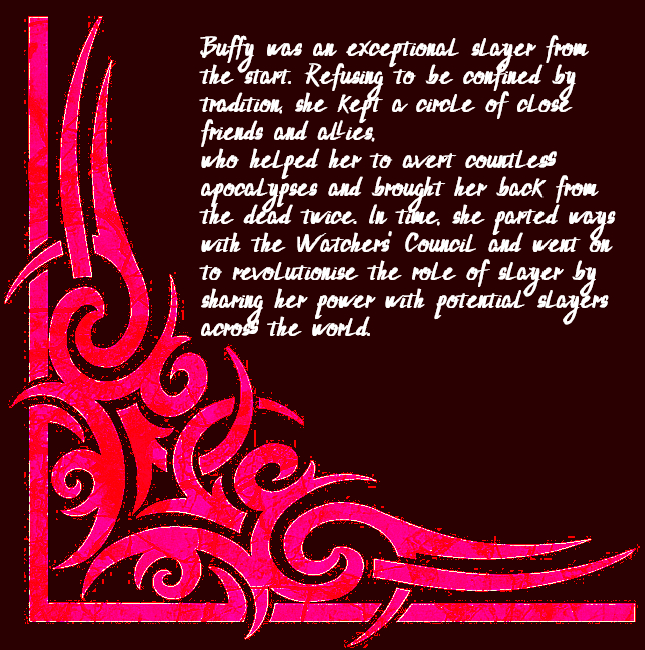 Buffy was an exceptional slayer from
the start. Refusing to be confined by
tradition, she kept a circle of close
friends and allies,
who helped her to avert countless
apocalypses and brought her back from
the dead twice. In time, she parted ways
with the Watchers' Council and went on
to revolutionise the role of slayer by
sharing her power with potential slayers
across the world.